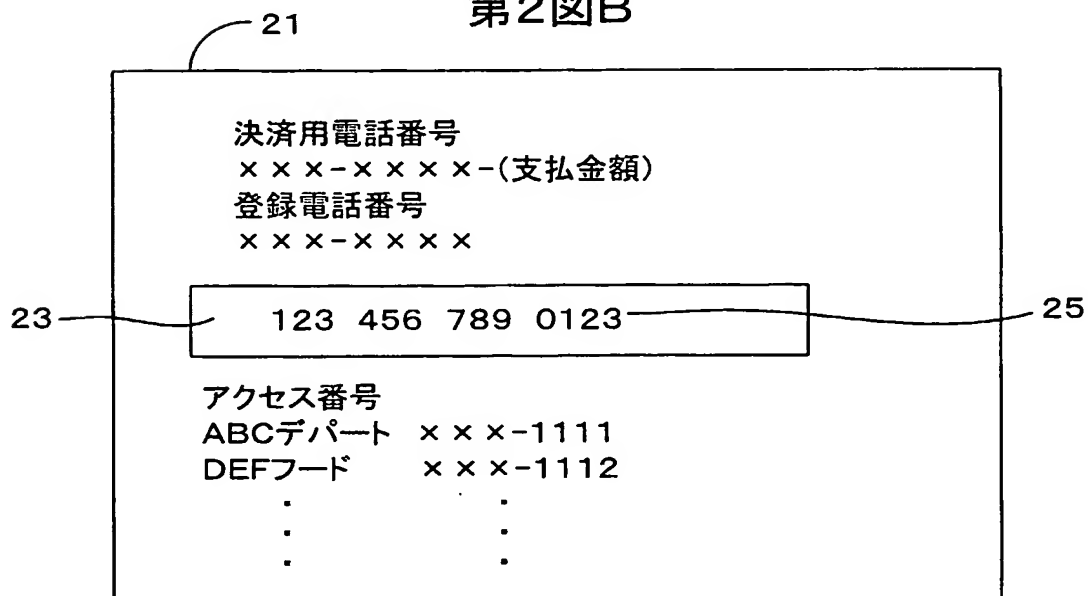 第2図B
21
決済用電話番号
×××-××××-(支払金額)
登録電話番号
×××-××××
23
123 456 789 0123
25
アクセス番号
ABCデパート ×××-1111
DEFフード ×××-1112